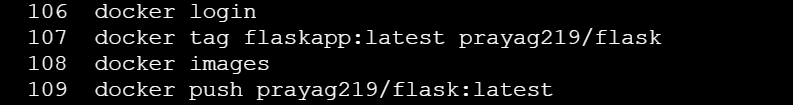 106  docker login
107  docker tag flaskapp:latest prayag219/flask
108  docker images
109  docker push prayag219/flask:latest